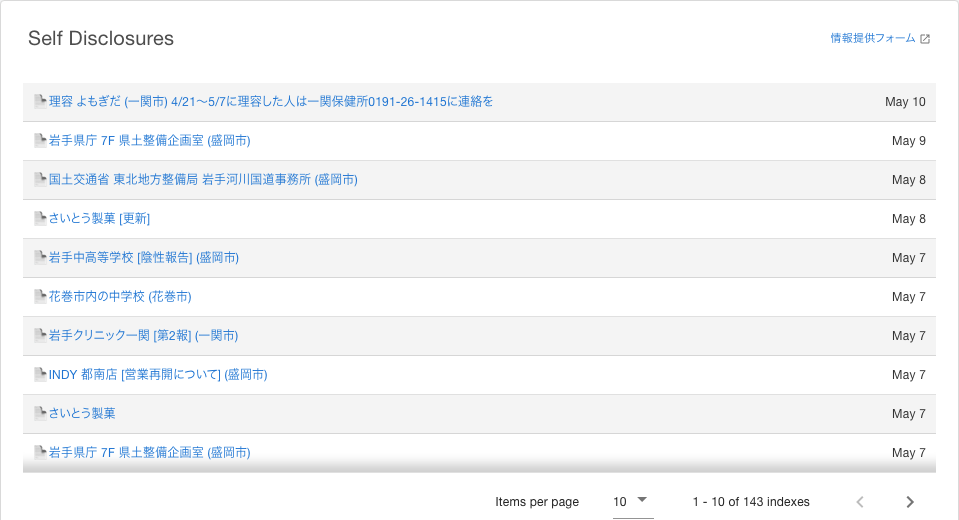 Self Disclosures
情報提供フォーム
理容 よもぎだ (一関市) 4/21〜5/7に理容した人は一関保健所0191-26-1415に連絡を May 10
岩手県庁 7F 県土整備企画室 (盛岡市) May 9
国土交通省 東北地方整備局 岩手河川国道事務所 (盛岡市) May 8
さいとう製菓 [更新] May 8
岩手中高等学校 [陰性報告] (盛岡市) May 7
花巻市内の中学校 (花巻市) May 7
岩手クリニック一関 [第2報] (一関市) May 7
INDY 都南店 [営業再開について] (盛岡市) May 7
さいとう製菓 May 7
岩手県庁 7F 県土整備企画室 (盛岡市) May 7
Items per page 10 1 - 10 of 143 indexes